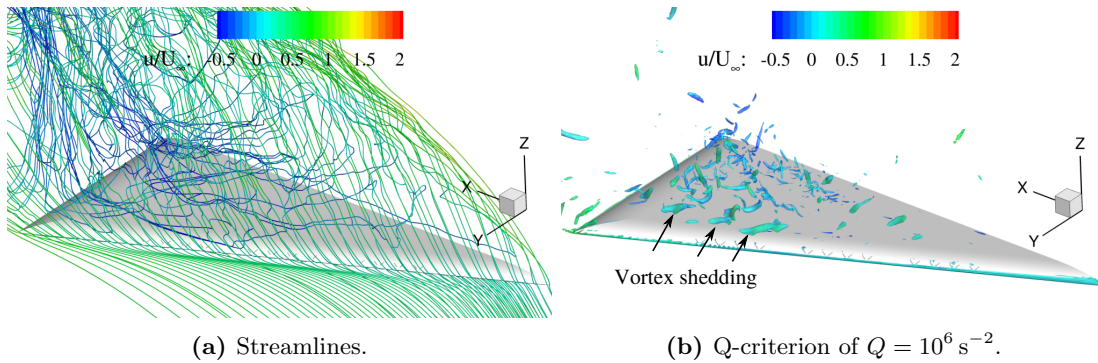 u/U∞: -0.5 0 0.5 1 1.5 2
Z
X
Y
(a) Streamlines.
u/U∞: -0.5 0 0.5 1 1.5 2
Z
X
Y
Vortex shedding
(b) Q-criterion of Q = 10⁶ s⁻².